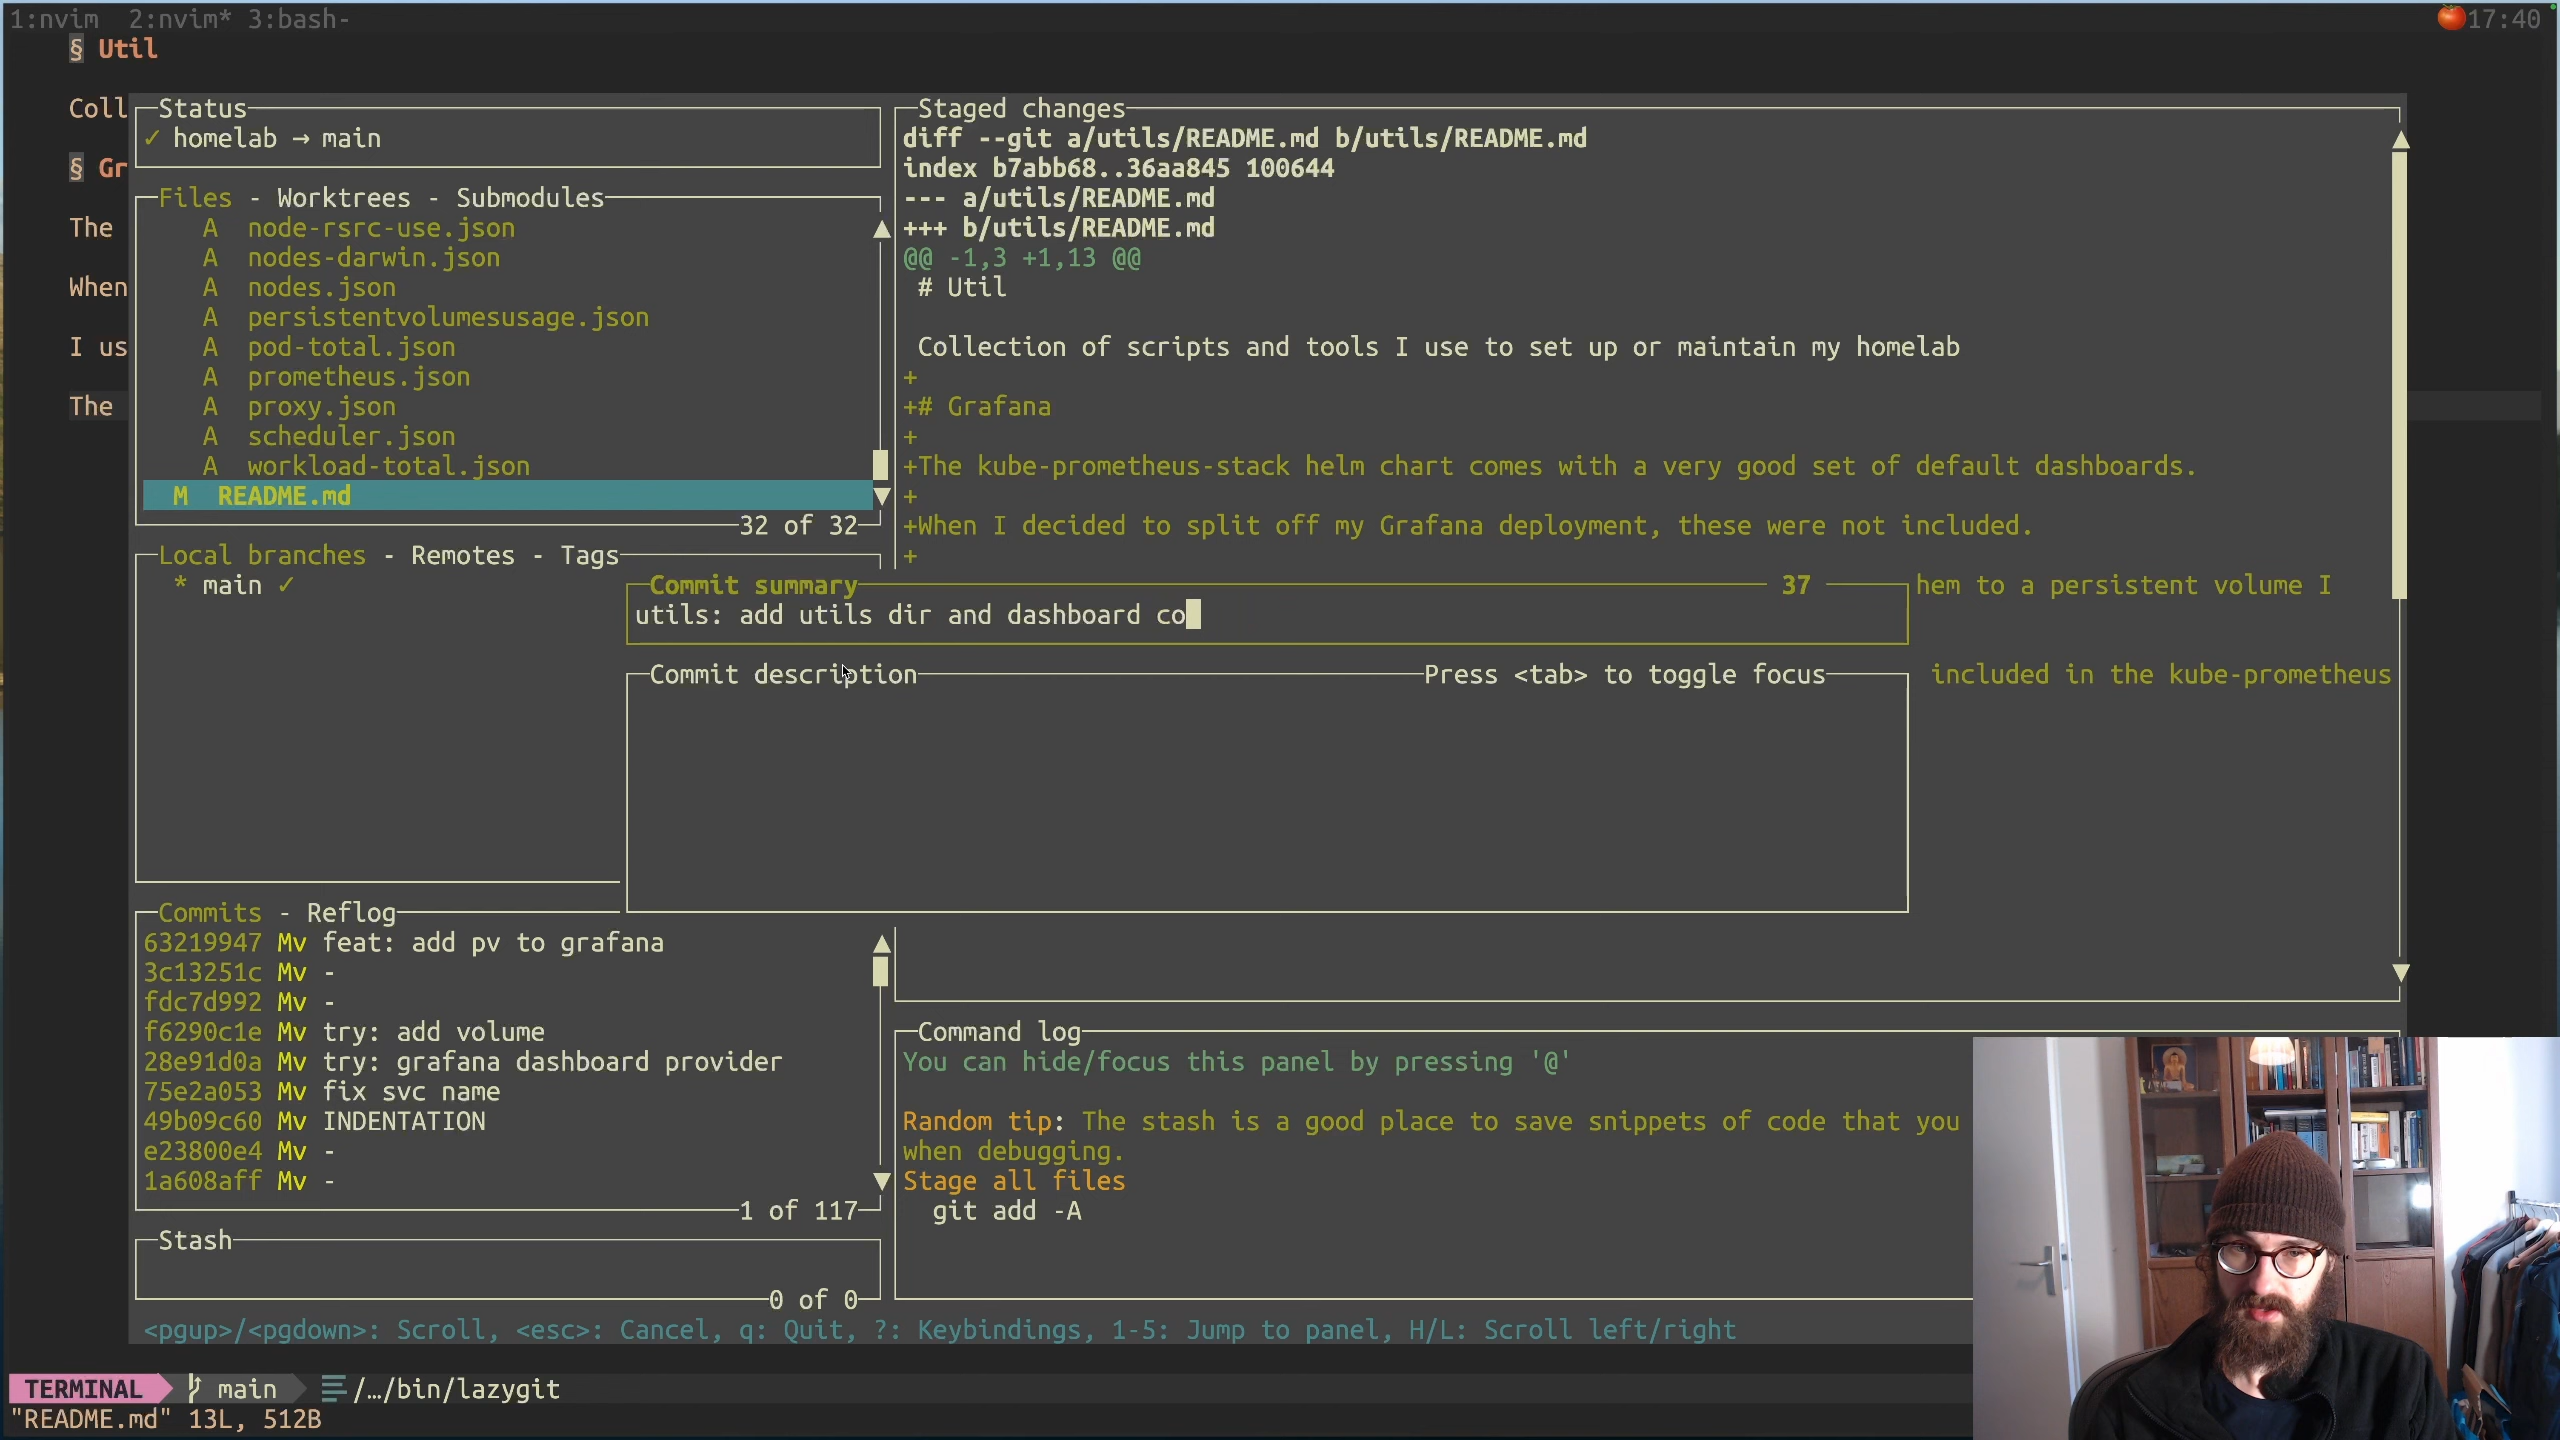 1:nvim  2:nvim* 3:bash-
17:40
§ Util
Coll
§ Gr
The
When
I us
The
Status
✓ homelab → main
Files - Worktrees - Submodules
A  node-rsrc-use.json
A  nodes-darwin.json
A  nodes.json
A  persistentvolumesusage.json
A  pod-total.json
A  prometheus.json
A  proxy.json
A  scheduler.json
A  workload-total.json
M  README.md
32 of 32
Local branches - Remotes - Tags
* main ✓
Commits - Reflog
63219947 Mv feat: add pv to grafana
3c13251c Mv -
fdc7d992 Mv -
f6290c1e Mv try: add volume
28e91d0a Mv try: grafana dashboard provider
75e2a053 Mv fix svc name
49b09c60 Mv INDENTATION
e23800e4 Mv -
1a608aff Mv -
1 of 117
Stash
0 of 0
Staged changes
diff --git a/utils/README.md b/utils/README.md
index b7abb68..36aa845 100644
--- a/utils/README.md
+++ b/utils/README.md
@@ -1,3 +1,13 @@
# Util
Collection of scripts and tools I use to set up or maintain my homelab
+
+# Grafana
+
+The kube-prometheus-stack helm chart comes with a very good set of default dashboards.
+
+When I decided to split off my Grafana deployment, these were not included.
+
hem to a persistent volume I
included in the kube-prometheus
Commit summary 37
utils: add utils dir and dashboard co
Commit description Press <tab> to toggle focus
Command log
You can hide/focus this panel by pressing '@'
Random tip: The stash is a good place to save snippets of code that you
when debugging.
Stage all files
git add -A
<pgup>/<pgdown>: Scroll, <esc>: Cancel, q: Quit, ?: Keybindings, 1-5: Jump to panel, H/L: Scroll left/right
TERMINAL main /…/bin/lazygit
"README.md" 13L, 512B